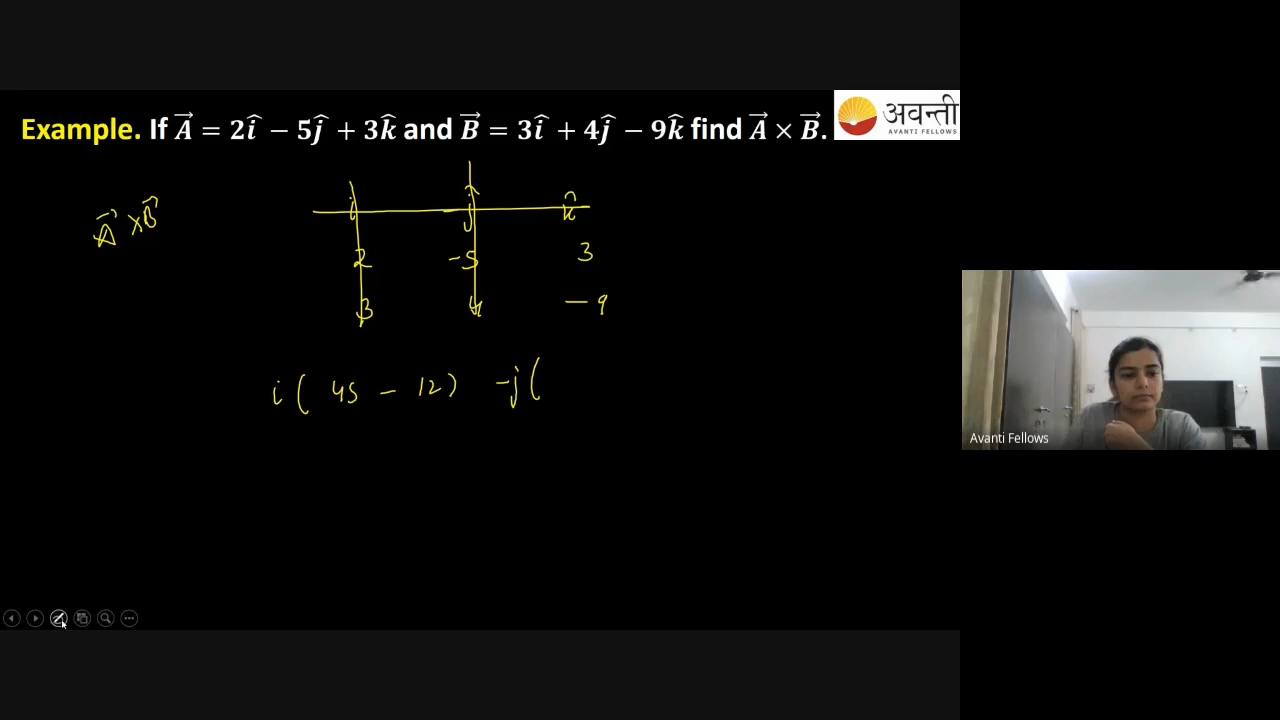 Example. If A⃗ = 2î − 5ĵ + 3k̂ and B⃗ = 3î + 4ĵ − 9k̂ find A⃗ × B⃗.
अवन्ती
AVANTI FELLOWS
A⃗ × B⃗
i ĵ k̂
2 -5 3
3 4 -9
i ( 45 - 12 ) -j (
Avanti Fellows